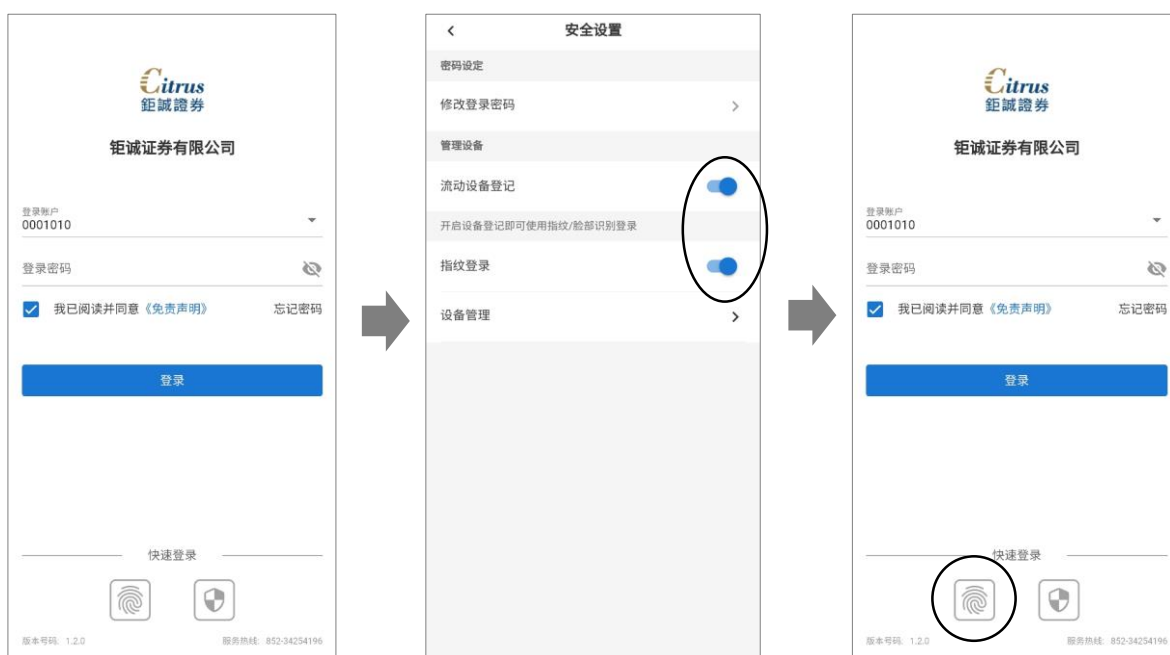 Citrus
鉅誠證券
钜诚证券有限公司
登录账户
0001010
登录密码
我已阅读并同意《免责声明》 忘记密码
登录
快速登录
版本号码: 1.2.0 服务热线: 852-34254196
安全设置
密码设定
修改登录密码
管理设备
流动设备登记
开启设备登记即可使用指纹/脸部识别登录
指纹登录
设备管理
Citrus
鉅誠證券
钜诚证券有限公司
登录账户
0001010
登录密码
我已阅读并同意《免责声明》 忘记密码
登录
快速登录
版本号码: 1.2.0 服务热线: 852-34254196